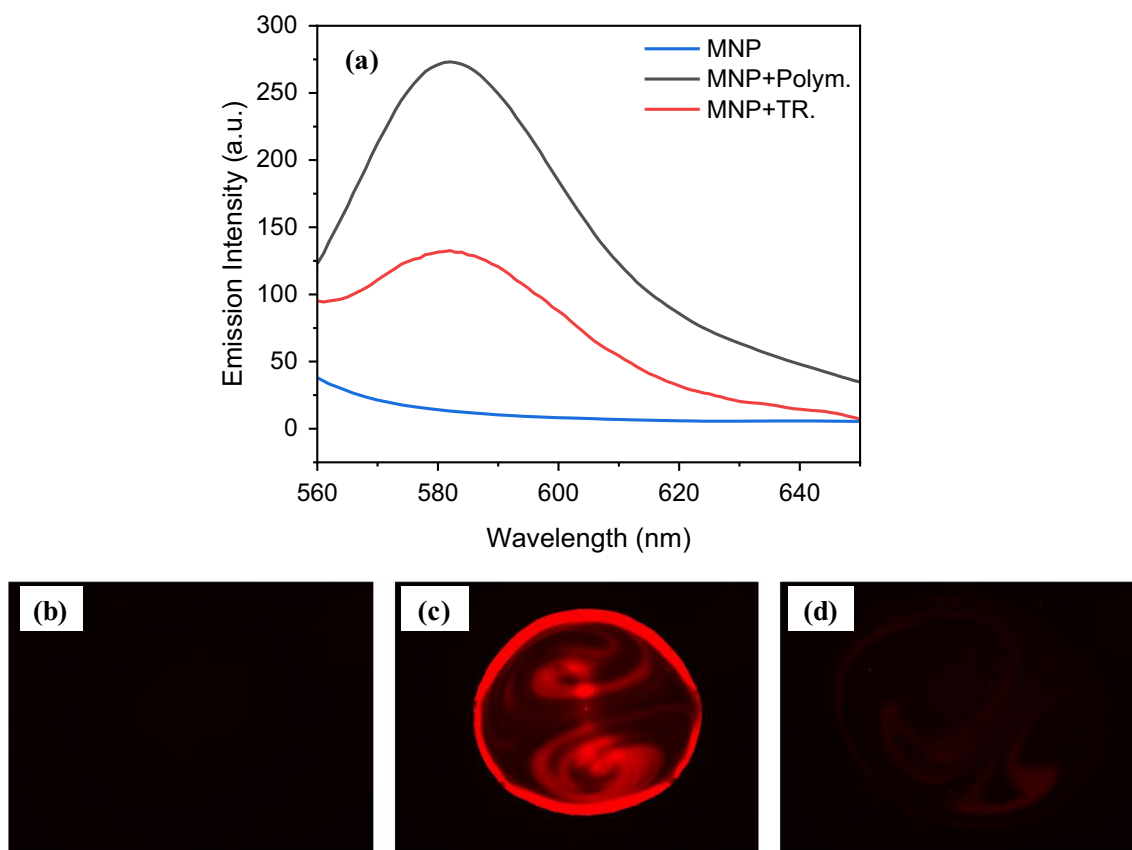 (a)
MNP
MNP+Polym.
MNP+TR.
300
250
200
150
100
50
0
Emission Intensity (a.u.)
560
580
600
620
640
Wavelength (nm)
(b)
(c)
(d)